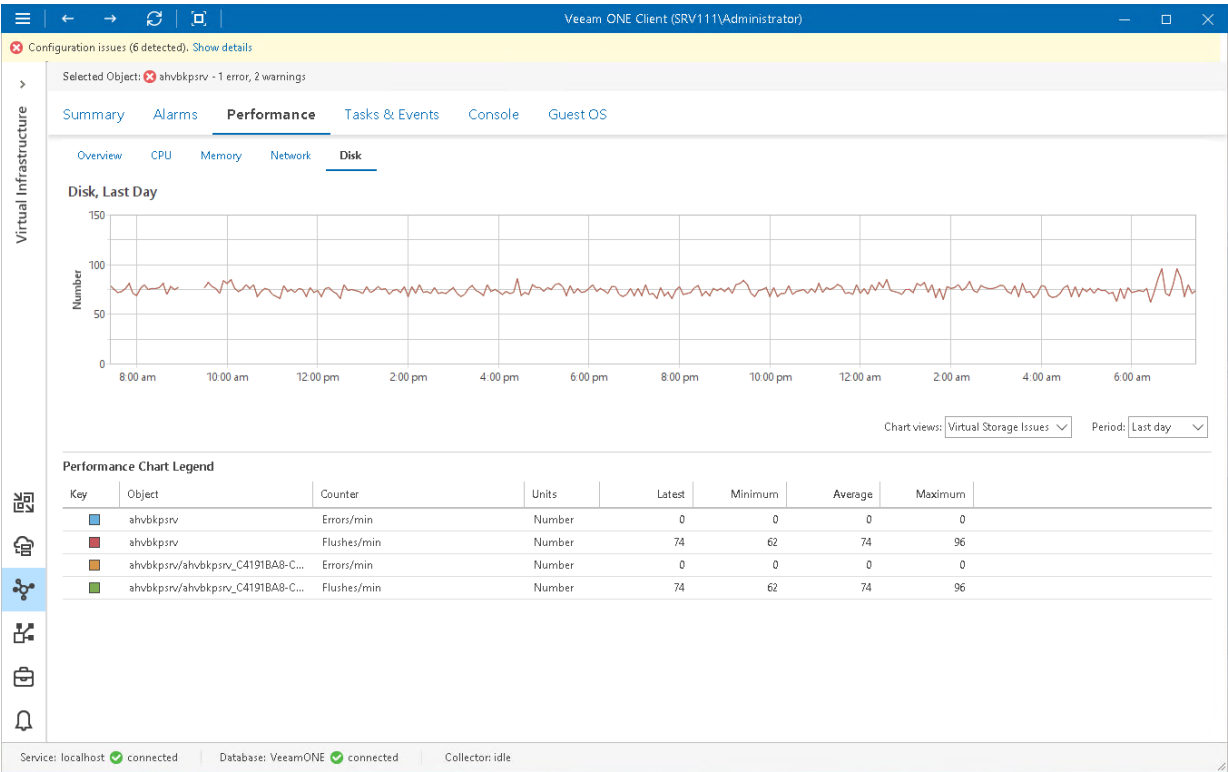 Veeam ONE Client (SRV111\Administrator)
Configuration issues (6 detected). Show details
Selected Object: ahvbkpsrv - 1 error, 2 warnings
Virtual Infrastructure
Summary Alarms Performance Tasks & Events Console Guest OS
Overview CPU Memory Network Disk
Disk, Last Day
Number
150
100
50
0
8:00 am 10:00 am 12:00 pm 2:00 pm 4:00 pm 6:00 pm 8:00 pm 10:00 pm 12:00 am 2:00 am 4:00 am 6:00 am
Chart views: Virtual Storage Issues Period: Last day
Performance Chart Legend
Key Object Counter Units Latest Minimum Average Maximum
ahvbkpsrv Errors/min Number 0 0 0 0
ahvbkpsrv Flushes/min Number 74 62 74 96
ahvbkpsrv/ahvbkpsrv_C4191BA8-C... Errors/min Number 0 0 0 0
ahvbkpsrv/ahvbkpsrv_C4191BA8-C... Flushes/min Number 74 62 74 96
Service: localhost connected Database: VeeamONE connected Collector: idle